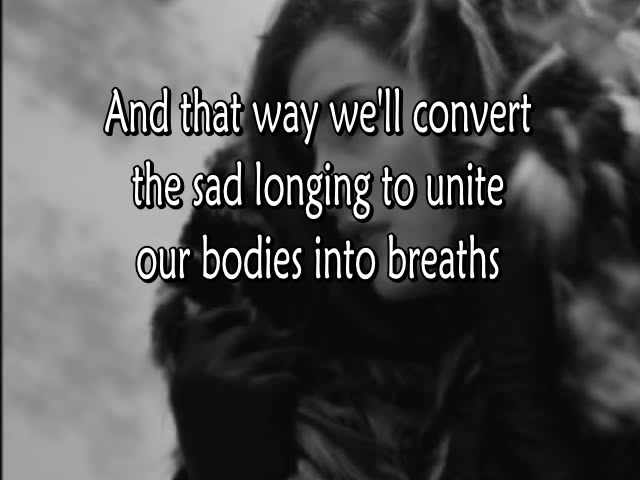 And that way we'll convert
the sad longing to unite
our bodies into breaths